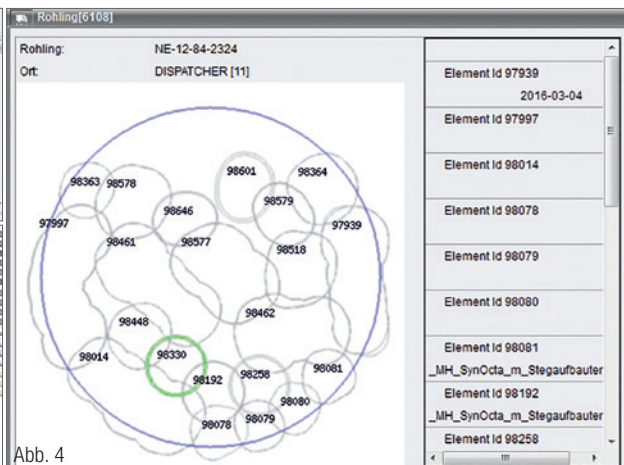 Rohling[6108]
Rohling: NE-12-84-2324
Ort: DISPATCHER [11]
98601
98364
98363
98578
98579
98646
97997
97939
98461
98577
98518
98462
98448
98014
98330
98192
98258
98081
98080
98078
98079
Element Id 97939
2016-03-04
Element Id 97997
Element Id 98014
Element Id 98078
Element Id 98079
Element Id 98080
Element Id 98081
_MH_SynOcta_m_Stegaufbauter
Element Id 98192
_MH_SynOcta_m_Stegaufbauter
Element Id 98258
Abb. 4